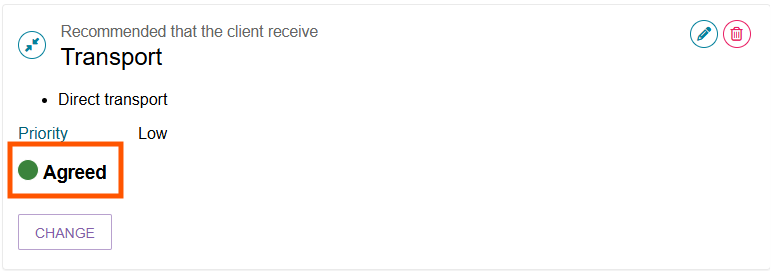 Recommended that the client receive
Transport
• Direct transport
Priority Low
Agreed
CHANGE